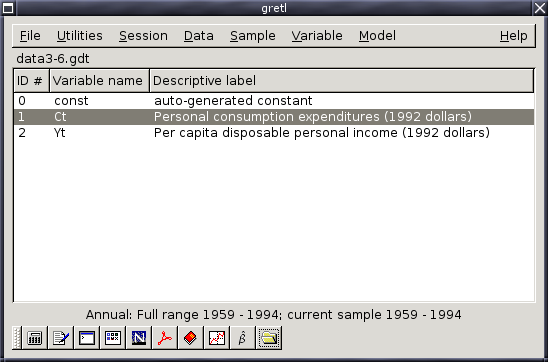 gretl
File Utilities Session Data Sample Variable Model Help
data3-6.gdt
ID # Variable name Descriptive label
0 const auto-generated constant
1 Ct Personal consumption expenditures (1992 dollars)
2 Yt Per capita disposable personal income (1992 dollars)
Annual: Full range 1959 - 1994; current sample 1959 - 1994
β̂